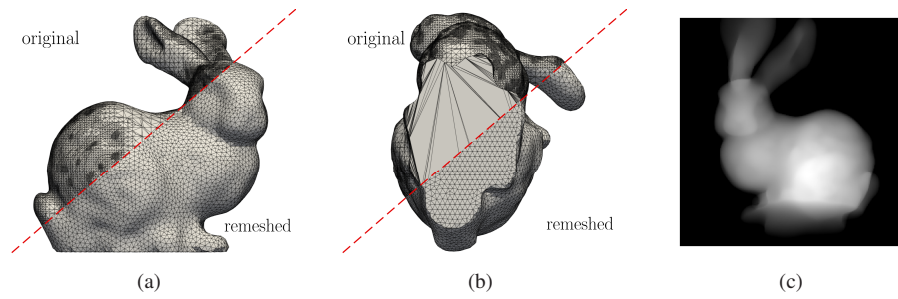 original
remeshed
(a)
original
remeshed
(b)
(c)